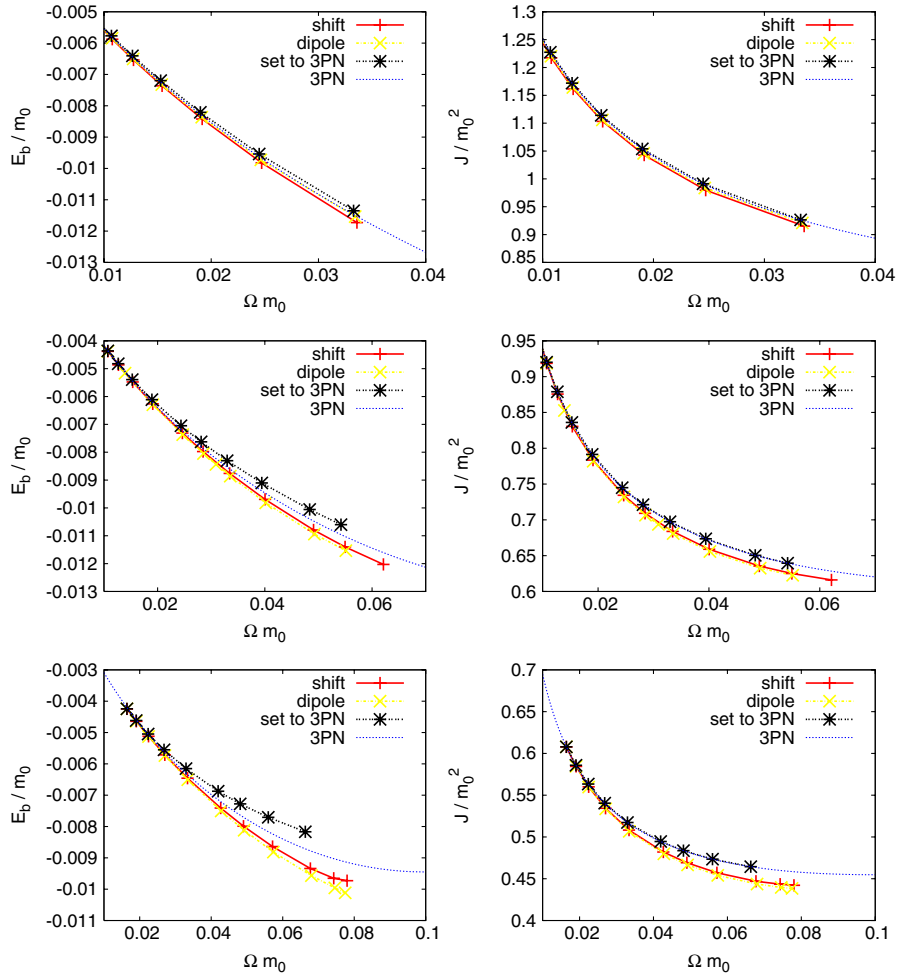 -0.005
-0.006
-0.007
-0.008
-0.009
-0.01
-0.011
-0.012
-0.013
E_b / m_0
0.01 0.02 0.03 0.04
Ω m_0
shift
dipole
set to 3PN
3PN
1.3
1.25
1.2
1.15
1.1
1.05
1
0.95
0.9
0.85
J / m_0^2
0.01 0.02 0.03 0.04
Ω m_0
shift
dipole
set to 3PN
3PN
-0.004
-0.005
-0.006
-0.007
-0.008
-0.009
-0.01
-0.011
-0.012
-0.013
E_b / m_0
0.02 0.04 0.06
Ω m_0
shift
dipole
set to 3PN
3PN
0.95
0.9
0.85
0.8
0.75
0.7
0.65
0.6
J / m_0^2
0.02 0.04 0.06
Ω m_0
shift
dipole
set to 3PN
3PN
-0.003
-0.004
-0.005
-0.006
-0.007
-0.008
-0.009
-0.01
-0.011
E_b / m_0
0.02 0.04 0.06 0.08 0.1
Ω m_0
shift
dipole
set to 3PN
3PN
0.7
0.65
0.6
0.55
0.5
0.45
0.4
J / m_0^2
0.02 0.04 0.06 0.08 0.1
Ω m_0
shift
dipole
set to 3PN
3PN